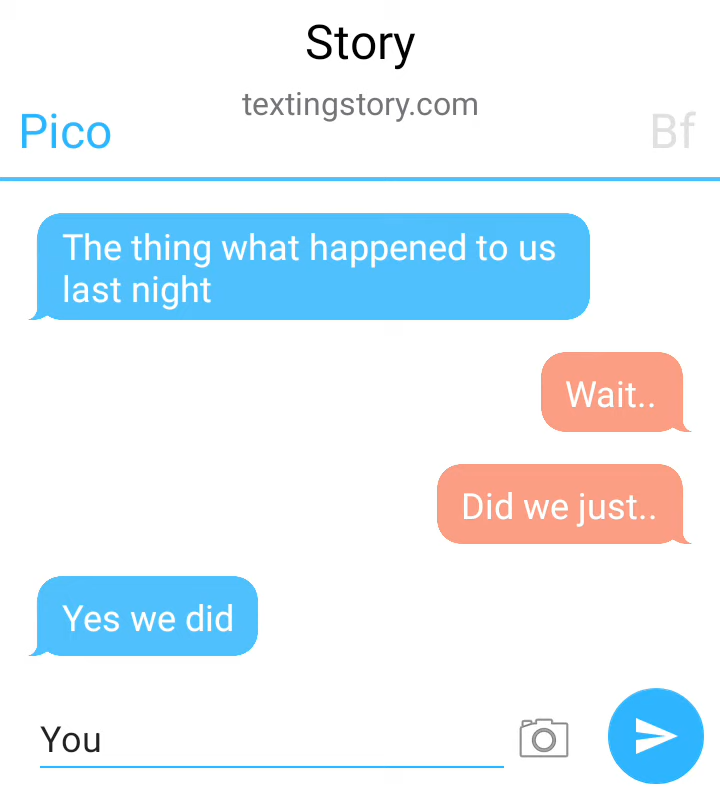 Story
textingstory.com
Pico
Bf
The thing what happened to us
last night
Wait..
Did we just..
Yes we did
You